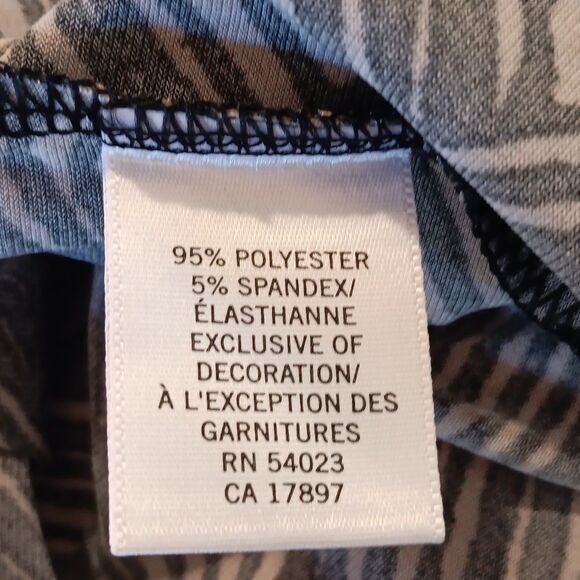 95% POLYESTER
5% SPANDEX/
ÉLASTHANNE
EXCLUSIVE OF
DECORATION/
À L'EXCEPTION DES
GARNITURES
RN 54023
CA 17897